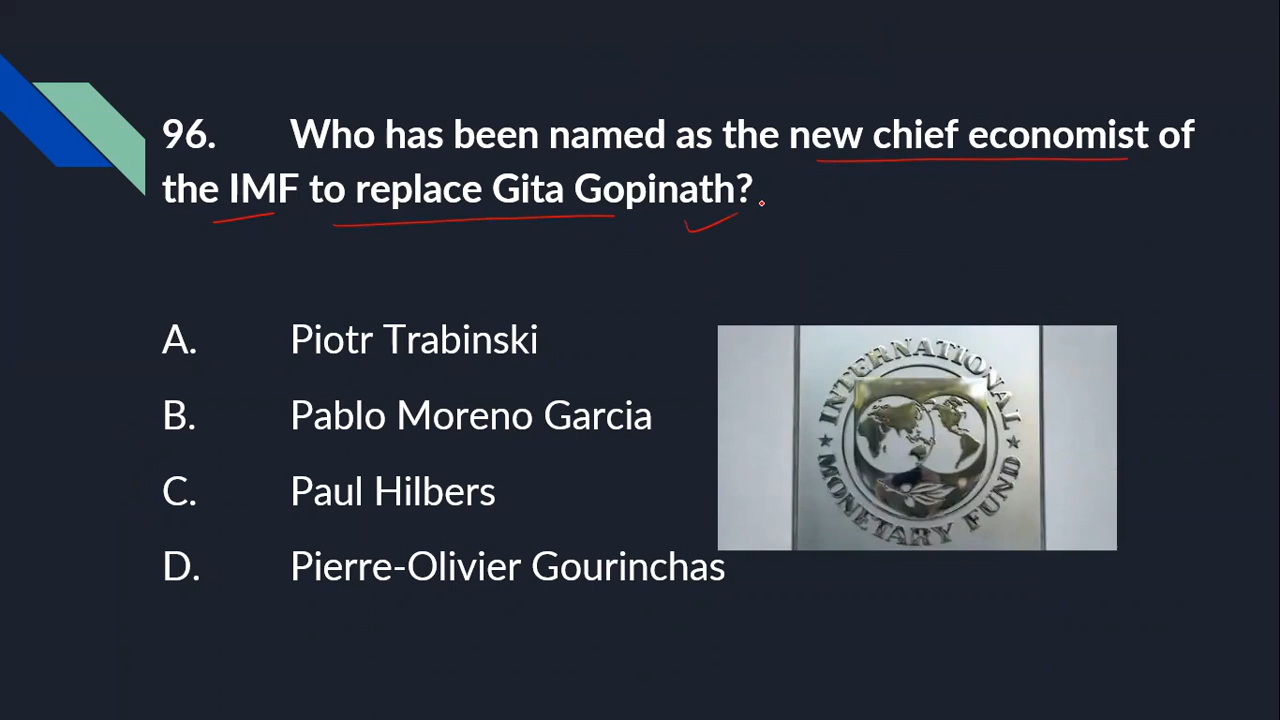 96. Who has been named as the new chief economist of
the IMF to replace Gita Gopinath?
A. Piotr Trabinski
B. Pablo Moreno Garcia
C. Paul Hilbers
D. Pierre-Olivier Gourinchas
INTERNATIONAL
MONETARY FUND